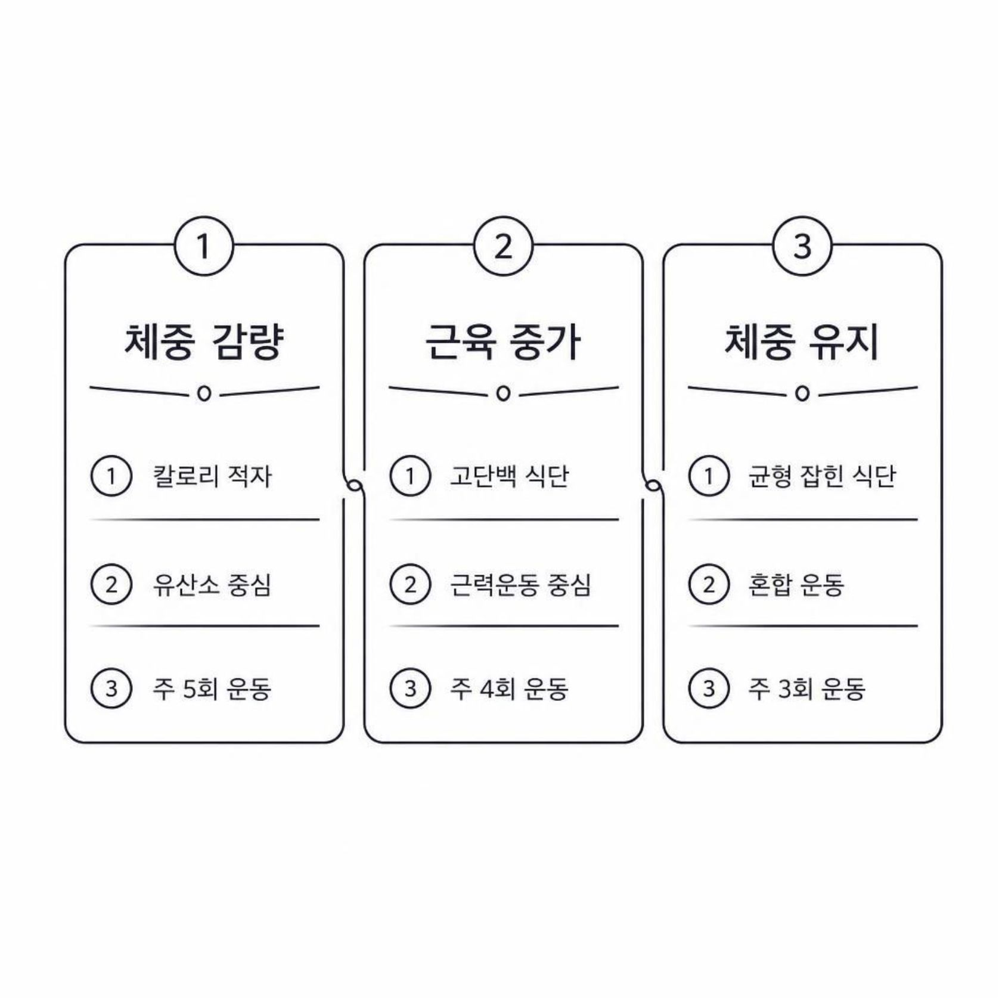 1
체중 감량
1 칼로리 적자
2 유산소 중심
3 주 5회 운동
2
근육 중가
1 고단백 식단
2 근력운동 중심
3 주 4회 운동
3
체중 유지
1 균형 잡힌 식단
2 혼합 운동
3 주 3회 운동